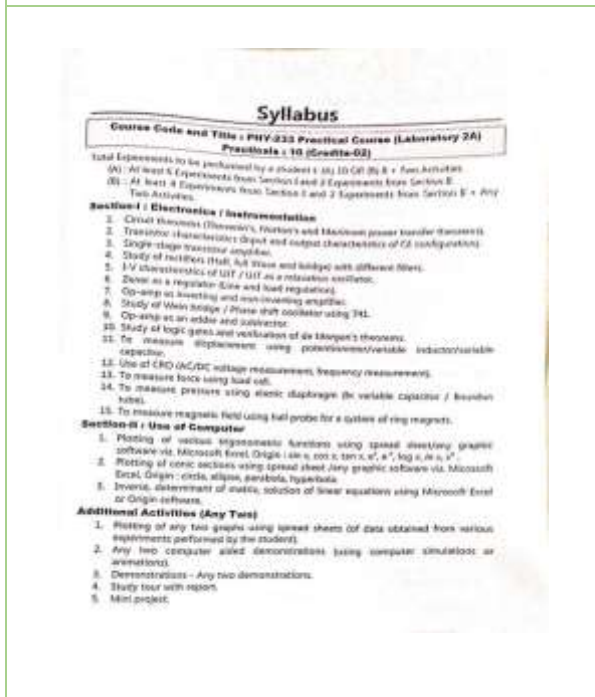 Syllabus
Course Code and Title : PHY-233 Practical Course (Laboratory 2A)
Practicals : 10 (Credits-02)
Total Experiments to be performed by a student : (A) 10 OR (B) 8 + Two Activities
(A) : At least 6 Experiments from Section I and 2 Experiments from Section II
(B) : At least 4 Experiments from Section I and 2 Experiments from Section II + Any
Two Activities.
Section-I : Electronics / Instrumentation
1. Circuit theorems (Thevenin's, Norton's and Maximum power transfer theorems).
2. Transistor characteristics (Input and output characteristics of CE configuration).
3. Single-stage transistor amplifier.
4. Study of rectifiers (Half, full Wave and bridge) with different filters.
5. I-V characteristics of UJT / UJT as a relaxation oscillator.
6. Zener as a regulator (Line and load regulation).
7. Op-amp as inverting and non-inverting amplifier.
8. Study of Wein bridge / Phase shift oscillator using 741.
9. Op-amp as an adder and subtractor.
10. Study of logic gates and verification of de Morgan's theorems.
11. To measure displacement using potentiometer/variable inductor/variable
capacitor.
12. Use of CRO (AC/DC voltage measurement, frequency measurement).
13. To measure force using load cell.
14. To measure pressure using elastic diaphragm (by variable capacitor / Bourdon
tube).
15. To measure magnetic field using hall probe for a system of ring magnets.
Section-II : Use of Computer
1. Plotting of various trigonometric functions using spread sheet/any graphic
software viz. Microsoft Excel, Origin : sin x, cos x, tan x,
2. Plotting of conic sections using spread sheet /any graphic software viz. Microsoft
Excel, Origin : circle, ellipse, parabola, hyperbola
3. Inverse, determinant of matrix, solution of linear equations using Microsoft Excel
or Origin software.
Additional Activities (Any Two)
1. Plotting of any two graphs using spread sheets (of data obtained from various
experiments performed by the student).
2. Any two computer aided demonstrations (using computer simulations or
animations).
3. Demonstrations - Any two demonstrations.
4. Study tour with report.
5. Mini project.